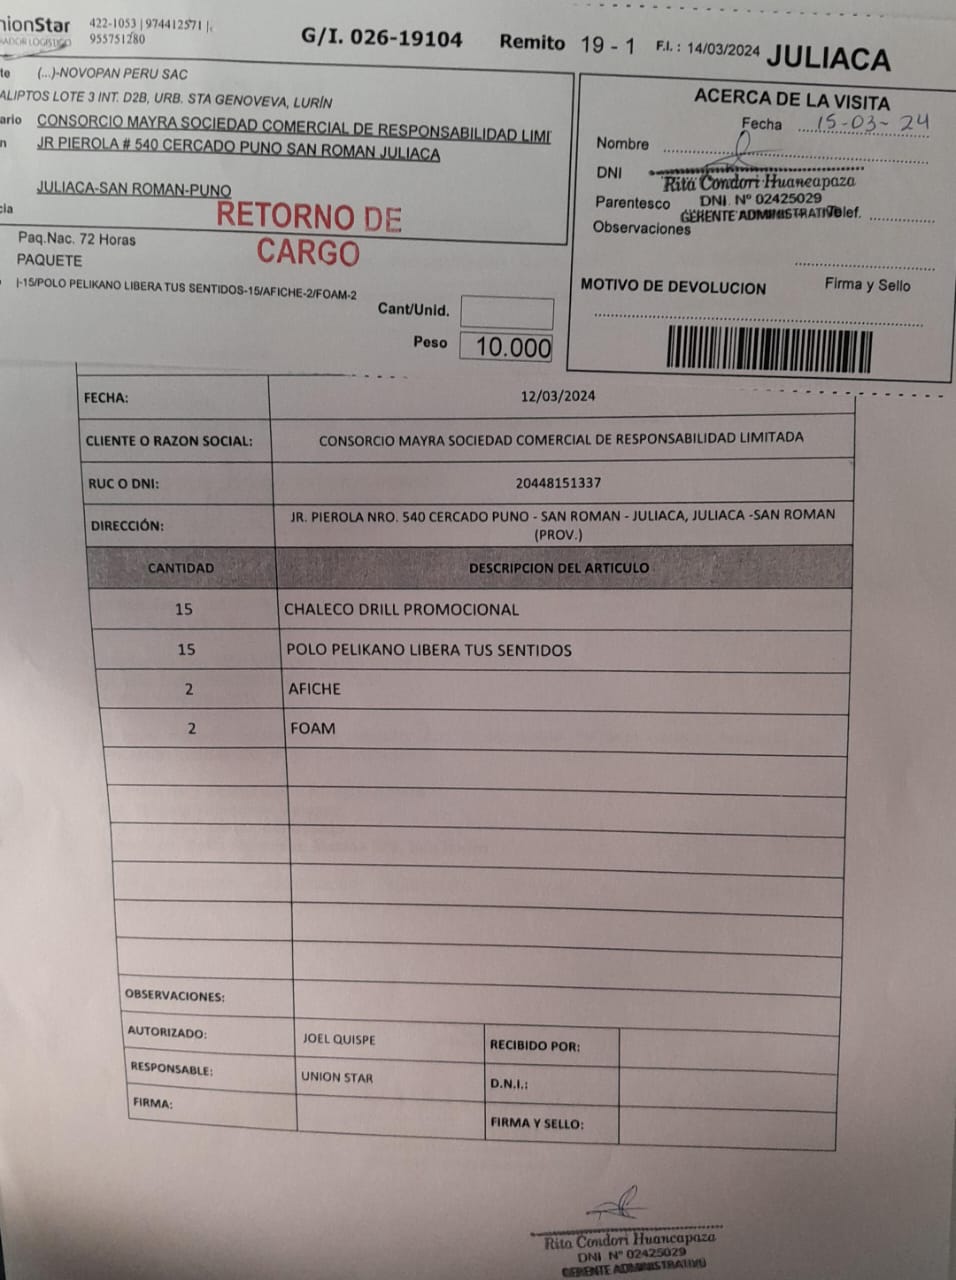 nionStar 422-1053 | 974412571 |
955751280
G/I. 026-19104 Remito 19 - 1 F.I. : 14/03/2024 JULIACA
te (...)-NOVOPAN PERU SAC
ALIPTOS LOTE 3 INT. D2B, URB. STA GENOVEVA, LURÍN
ario CONSORCIO MAYRA SOCIEDAD COMERCIAL DE RESPONSABILIDAD LIMI
n JR PIEROLA # 540 CERCADO PUNO SAN ROMAN JULIACA
JULIACA-SAN ROMAN-PUNO
cia
RETORNO DE
CARGO
Paq.Nac. 72 Horas
PAQUETE
-15/POLO PELIKANO LIBERA TUS SENTIDOS-15/AFICHE-2/FOAM-2
Cant/Unid.
Peso 10.000
ACERCA DE LA VISITA
Fecha 15-03-24
Nombre
DNI
Rita Condori Huancapaza
Parentesco DNI. N° 02425029
GERENTE ADMINISTRATIVO Telef.
Observaciones
MOTIVO DE DEVOLUCION Firma y Sello
FECHA: 12/03/2024
CLIENTE O RAZON SOCIAL: CONSORCIO MAYRA SOCIEDAD COMERCIAL DE RESPONSABILIDAD LIMITADA
RUC O DNI: 20448151337
DIRECCIÓN: JR. PIEROLA NRO. 540 CERCADO PUNO - SAN ROMAN - JULIACA, JULIACA -SAN ROMAN
(PROV.)
CANTIDAD DESCRIPCION DEL ARTICULO
15 CHALECO DRILL PROMOCIONAL
15 POLO PELIKANO LIBERA TUS SENTIDOS
2 AFICHE
2 FOAM
OBSERVACIONES:
AUTORIZADO: JOEL QUISPE RECIBIDO POR:
RESPONSABLE: UNION STAR D.N.I.:
FIRMA: FIRMA Y SELLO:
Rita Condori Huancapaza
DNI N° 02425029
GERENTE ADMINISTRATIVO